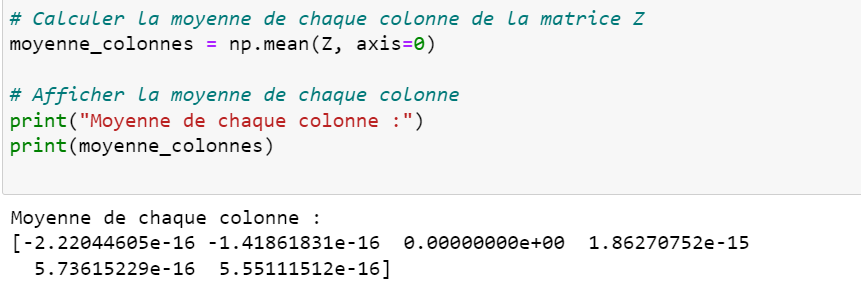 # Calculer la moyenne de chaque colonne de la matrice Z
moyenne_colonnes = np.mean(Z, axis=0)
# Afficher la moyenne de chaque colonne
print("Moyenne de chaque colonne :")
print(moyenne_colonnes)
Moyenne de chaque colonne :
[-2.22044605e-16 -1.41861831e-16  0.00000000e+00  1.86270752e-15
  5.73615229e-16  5.55111512e-16]